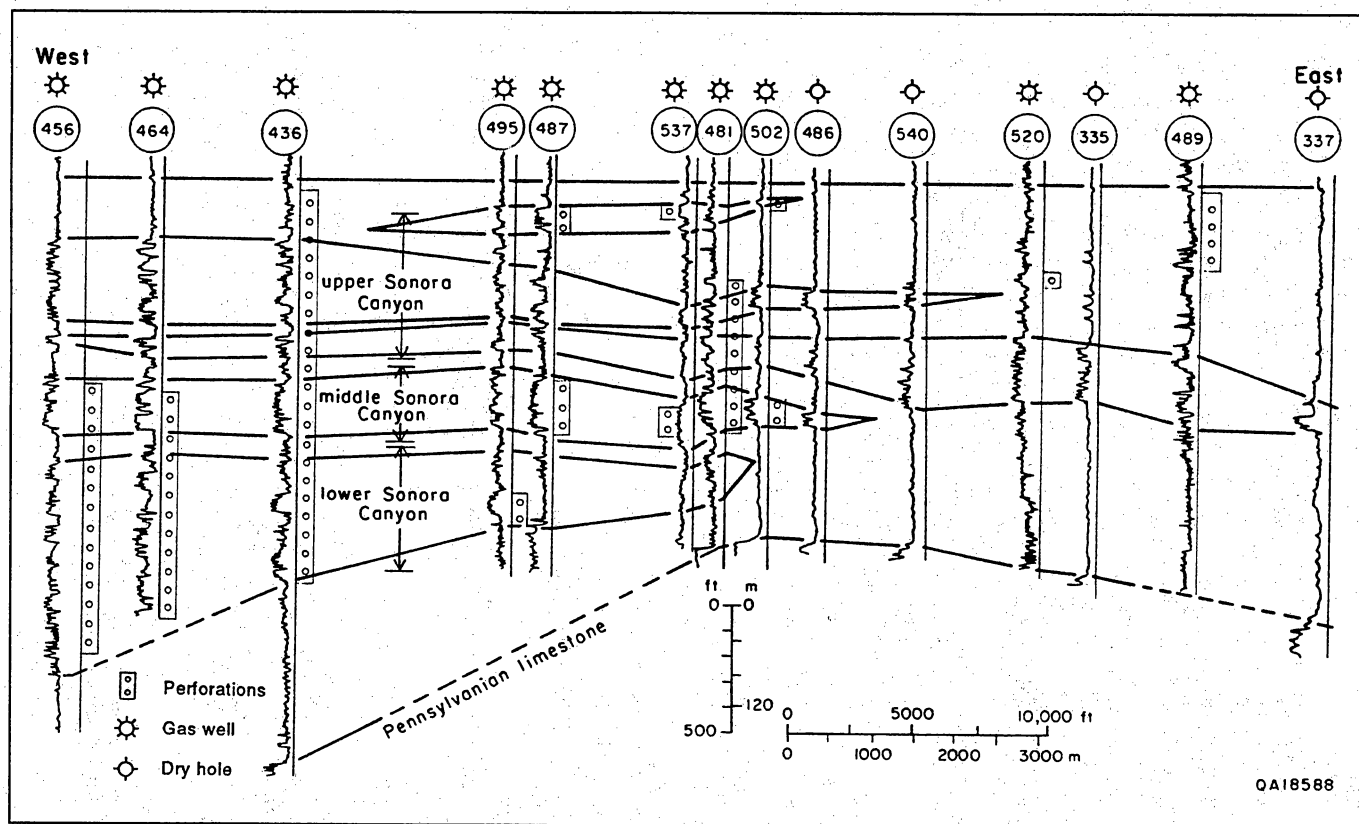 West
East
456 464 436 495 487 537 481 502 486 540 520 335 489 337
upper Sonora
Canyon
middle Sonora
Canyon
lower Sonora
Canyon
Pennsylvanian limestone
Perforations
Gas well
Dry hole
ft m
0 0
120
500
0 5000 10,000 ft
0 1000 2000 3000 m
QA18588